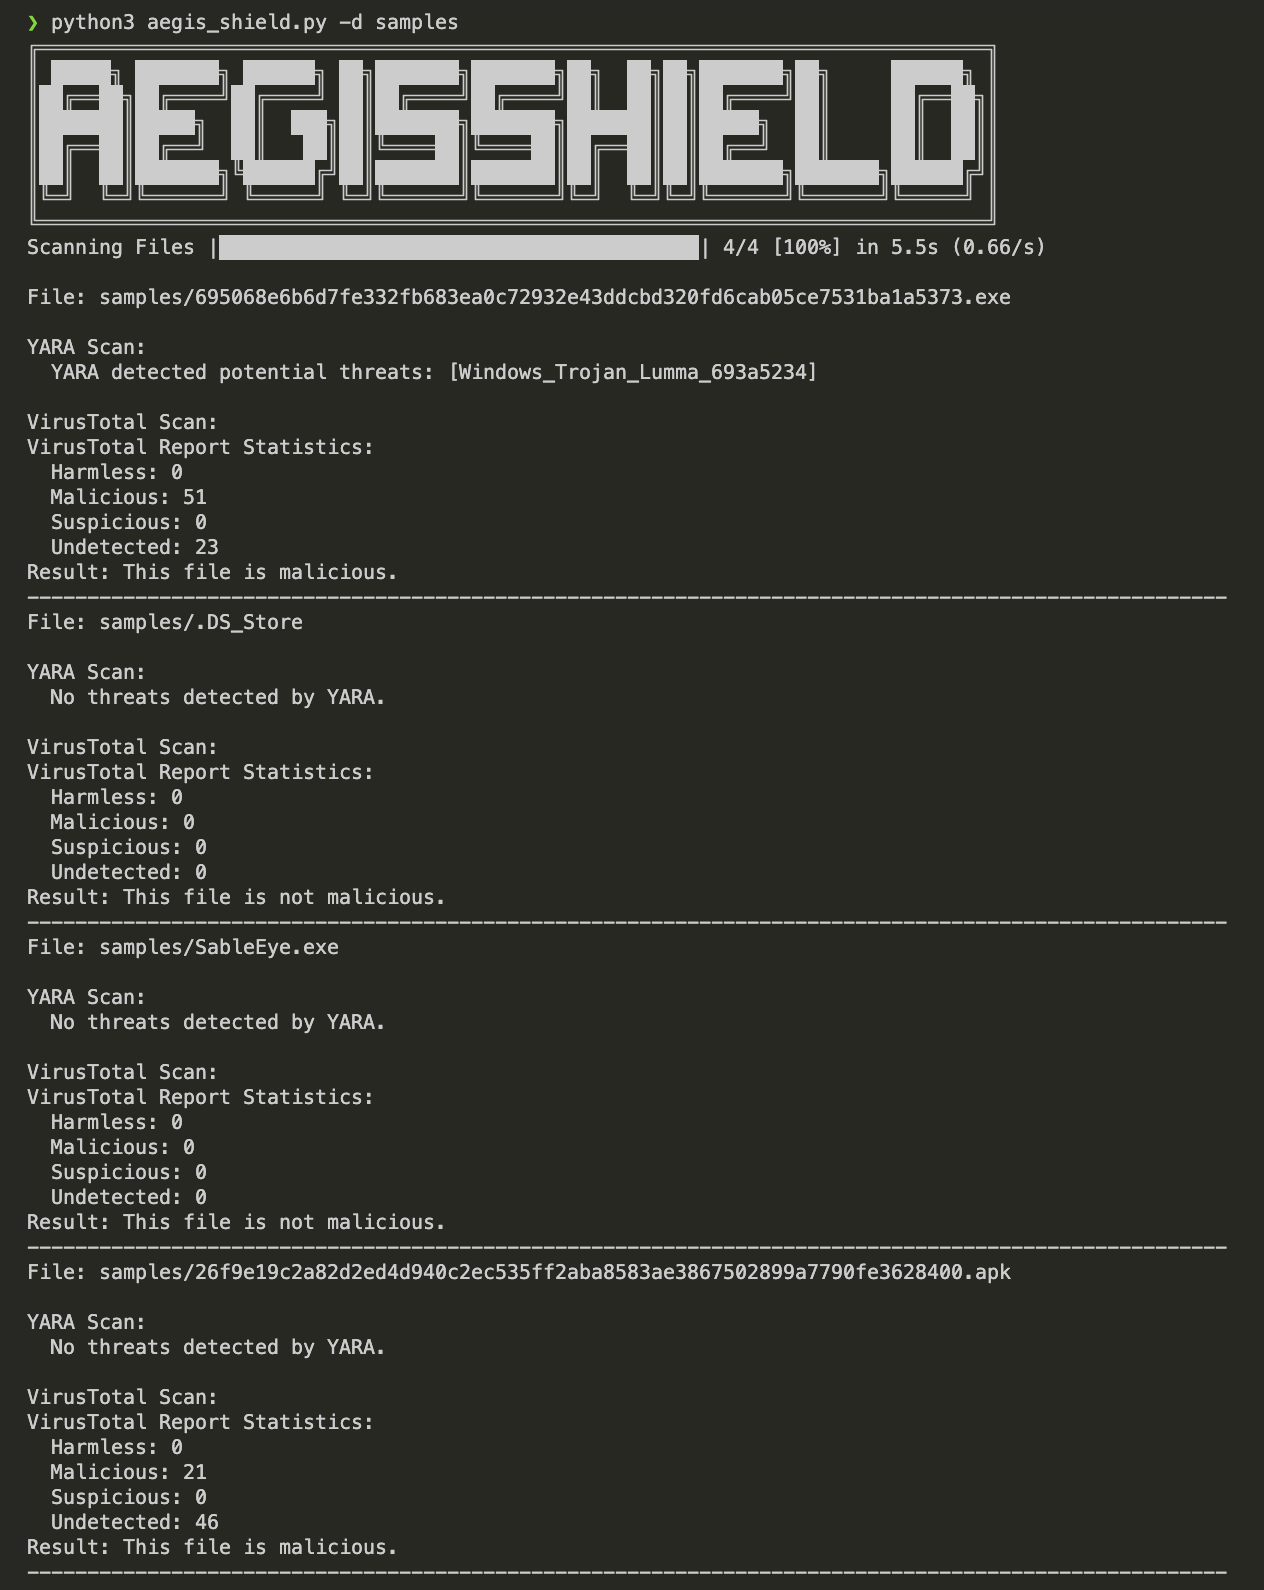 ❯ python3 aegis_shield.py -d samples
AEGISSHIELD
Scanning Files |████████████████████████████████████████| 4/4 [100%] in 5.5s (0.66/s)
File: samples/695068e6b6d7fe332fb683ea0c72932e43ddcbd320fd6cab05ce7531ba1a5373.exe
YARA Scan:
YARA detected potential threats: [Windows_Trojan_Lumma_693a5234]
VirusTotal Scan:
VirusTotal Report Statistics:
Harmless: 0
Malicious: 51
Suspicious: 0
Undetected: 23
Result: This file is malicious.
----------------------------------------------------------------------------------------------------
File: samples/.DS_Store
YARA Scan:
No threats detected by YARA.
VirusTotal Scan:
VirusTotal Report Statistics:
Harmless: 0
Malicious: 0
Suspicious: 0
Undetected: 0
Result: This file is not malicious.
----------------------------------------------------------------------------------------------------
File: samples/SableEye.exe
YARA Scan:
No threats detected by YARA.
VirusTotal Scan:
VirusTotal Report Statistics:
Harmless: 0
Malicious: 0
Suspicious: 0
Undetected: 0
Result: This file is not malicious.
----------------------------------------------------------------------------------------------------
File: samples/26f9e19c2a82d2ed4d940c2ec535ff2aba8583ae3867502899a7790fe3628400.apk
YARA Scan:
No threats detected by YARA.
VirusTotal Scan:
VirusTotal Report Statistics:
Harmless: 0
Malicious: 21
Suspicious: 0
Undetected: 46
Result: This file is malicious.
----------------------------------------------------------------------------------------------------